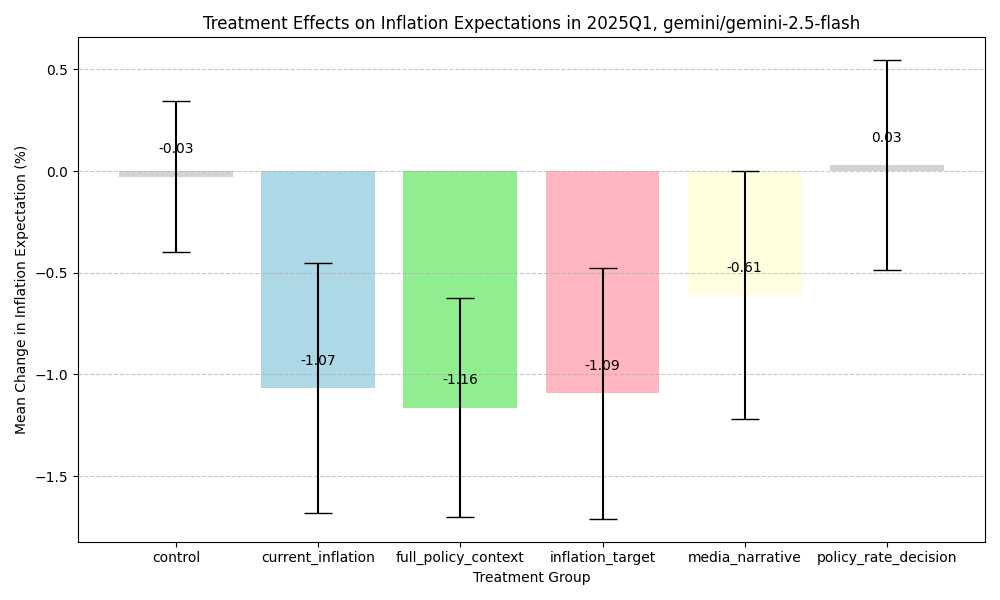 Treatment Effects on Inflation Expectations in 2025Q1, gemini/gemini-2.5-flash
Mean Change in Inflation Expectation (%)
0.5
0.0
−0.5
−1.0
−1.5
-0.03
-1.07
-1.16
-1.09
-0.61
0.03
control
current_inflation
full_policy_context
inflation_target
media_narrative
policy_rate_decision
Treatment Group